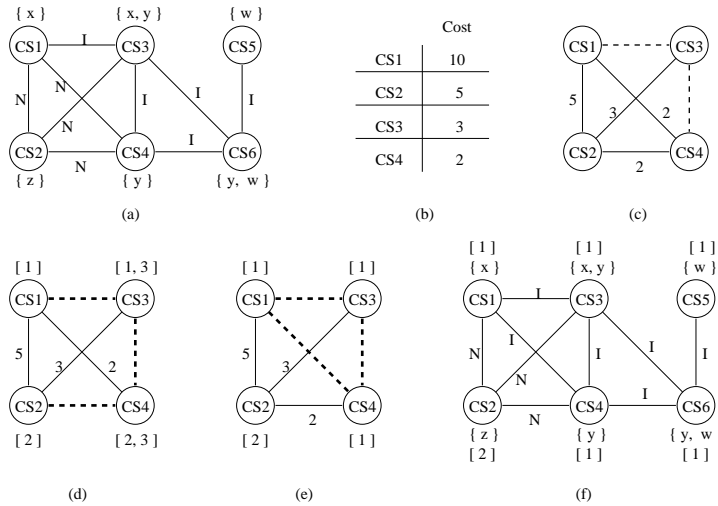 { x }
{ x, y }
{ w }
CS1
I
CS3
CS5
N
N
N
I
I
I
CS2
N
CS4
I
CS6
{ z }
{ y }
{ y, w }
(a)
Cost
CS1 10
CS2 5
CS3 3
CS4 2
(b)
CS1
CS3
5
3
2
CS2
2
CS4
(c)
[ 1 ]
[ 1, 3 ]
CS1
CS3
5
3
2
CS2
CS4
[ 2 ]
[ 2, 3 ]
(d)
[ 1 ]
[ 1 ]
CS1
CS3
5
3
CS2
2
CS4
[ 2 ]
[ 1 ]
(e)
[ 1 ]
[ 1 ]
[ 1 ]
{ x }
{ x, y }
{ w }
CS1
I
CS3
CS5
N
I
N
I
I
I
CS2
N
CS4
I
CS6
{ z }
{ y }
{ y, w
[ 2 ]
[ 1 ]
[ 1 ]
(f)